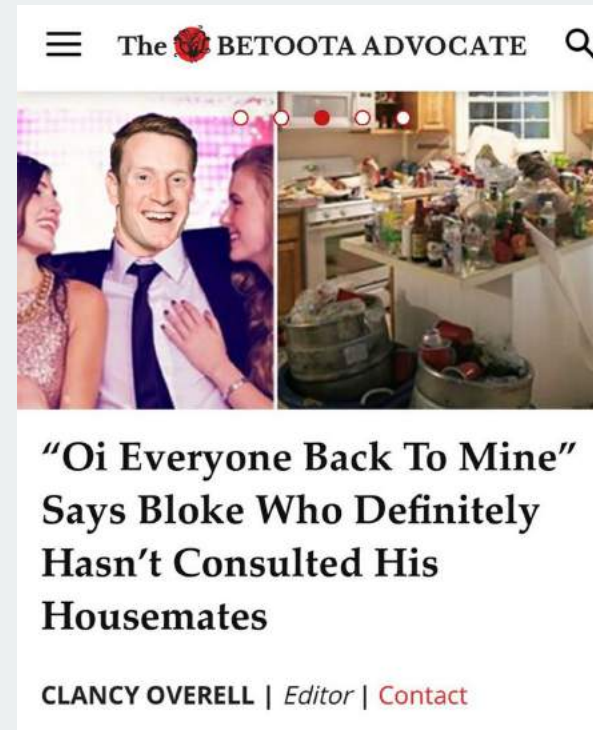 The BETOOTA ADVOCATE
“Oi Everyone Back To Mine”
Says Bloke Who Definitely
Hasn’t Consulted His
Housemates
CLANCY OVERELL | Editor | Contact